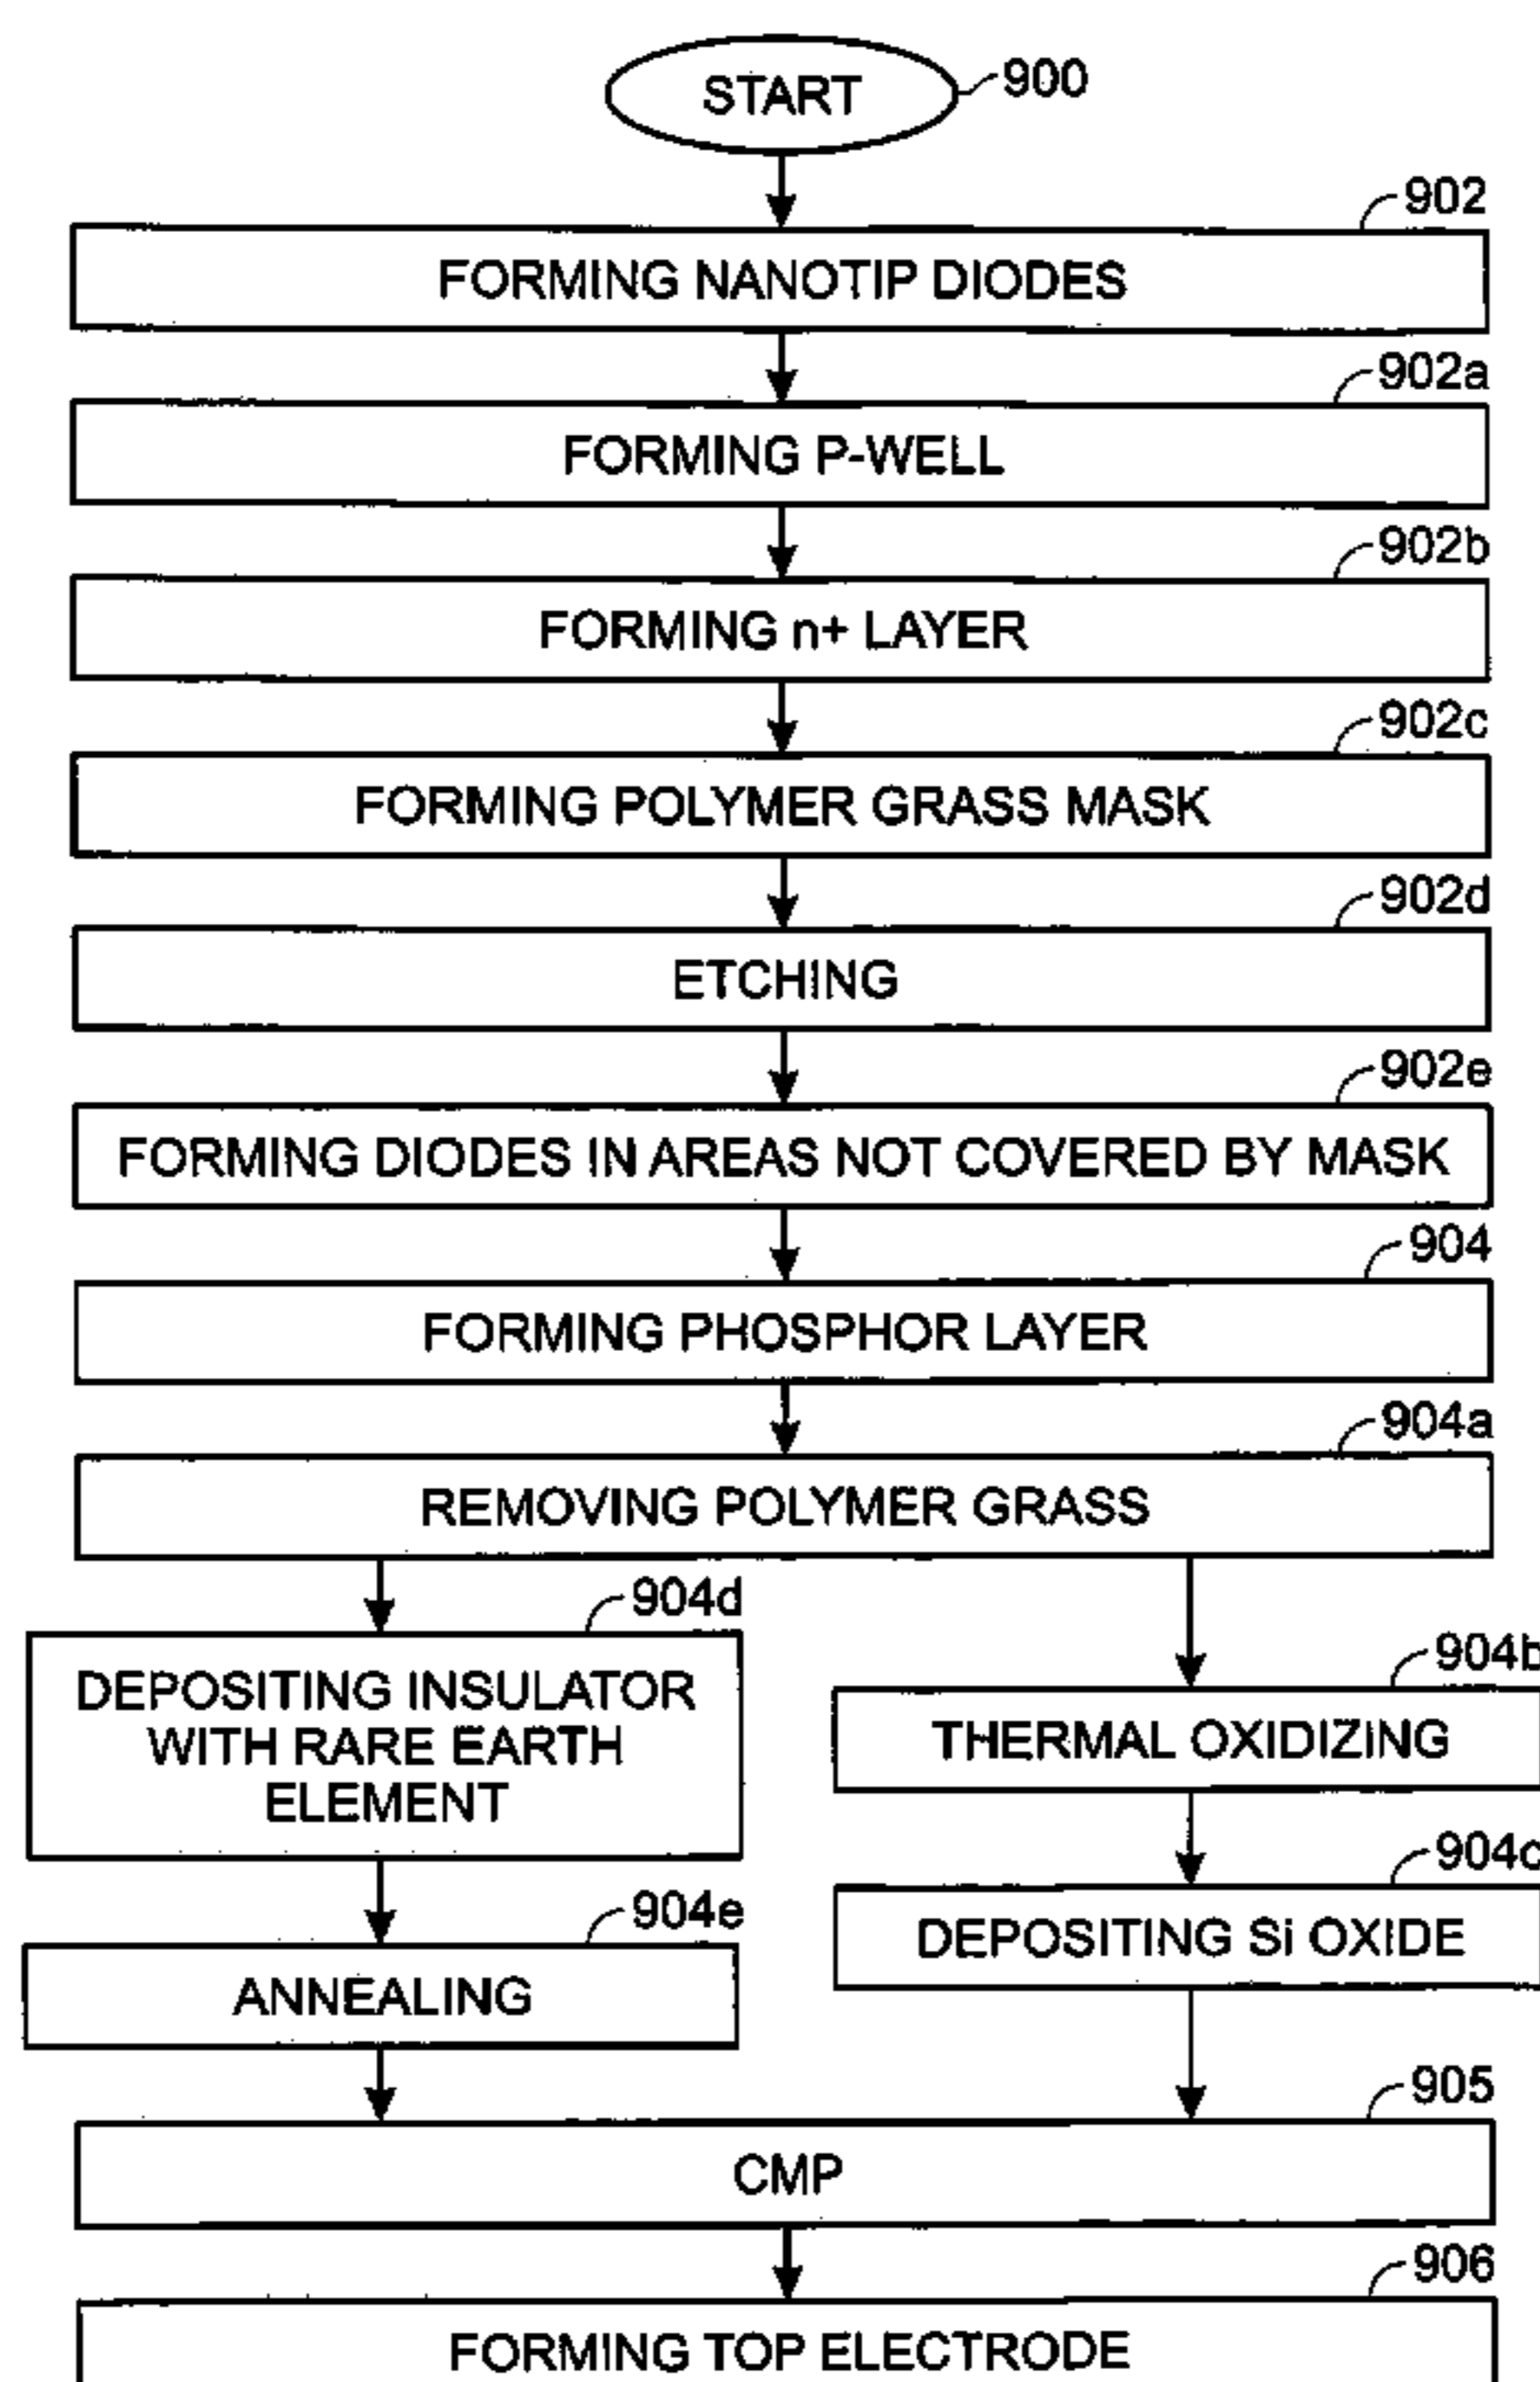 START
900
902
FORMING NANOTIP DIODES
902a
FORMING P-WELL
902b
FORMING n+ LAYER
902c
FORMING POLYMER GRASS MASK
902d
ETCHING
902e
FORMING DIODES IN AREAS NOT COVERED BY MASK
904
FORMING PHOSPHOR LAYER
904a
REMOVING POLYMER GRASS
904d
DEPOSITING INSULATOR
WITH RARE EARTH
ELEMENT
904b
THERMAL OXIDIZING
904e
ANNEALING
904c
DEPOSITING Si OXIDE
905
CMP
906
FORMING TOP ELECTRODE